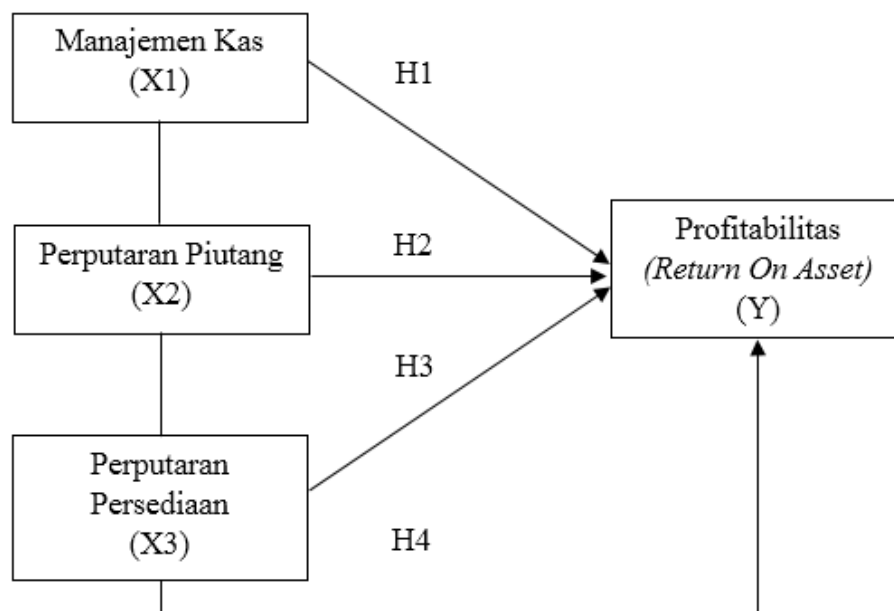 Manajemen Kas
(X1)
H1
Perputaran Piutang
(X2)
H2
Profitabilitas
(Return On Asset)
(Y)
H3
Perputaran
Persediaan
(X3)
H4